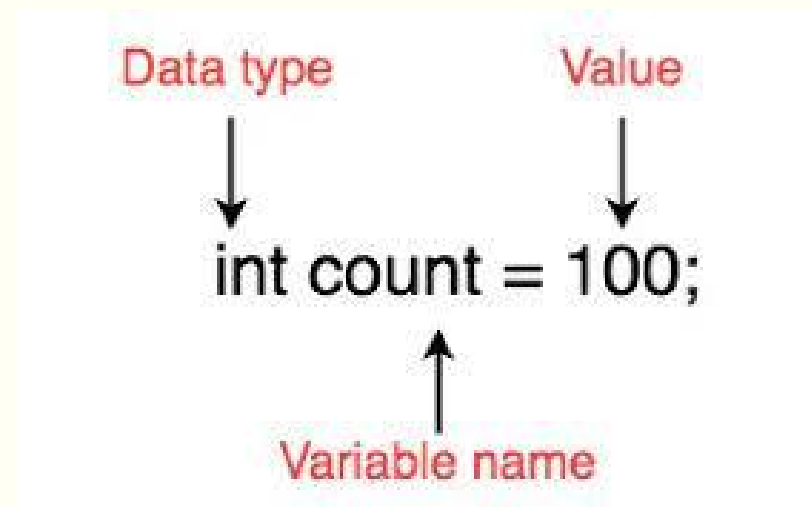 Data type Value
int count = 100;
Variable name